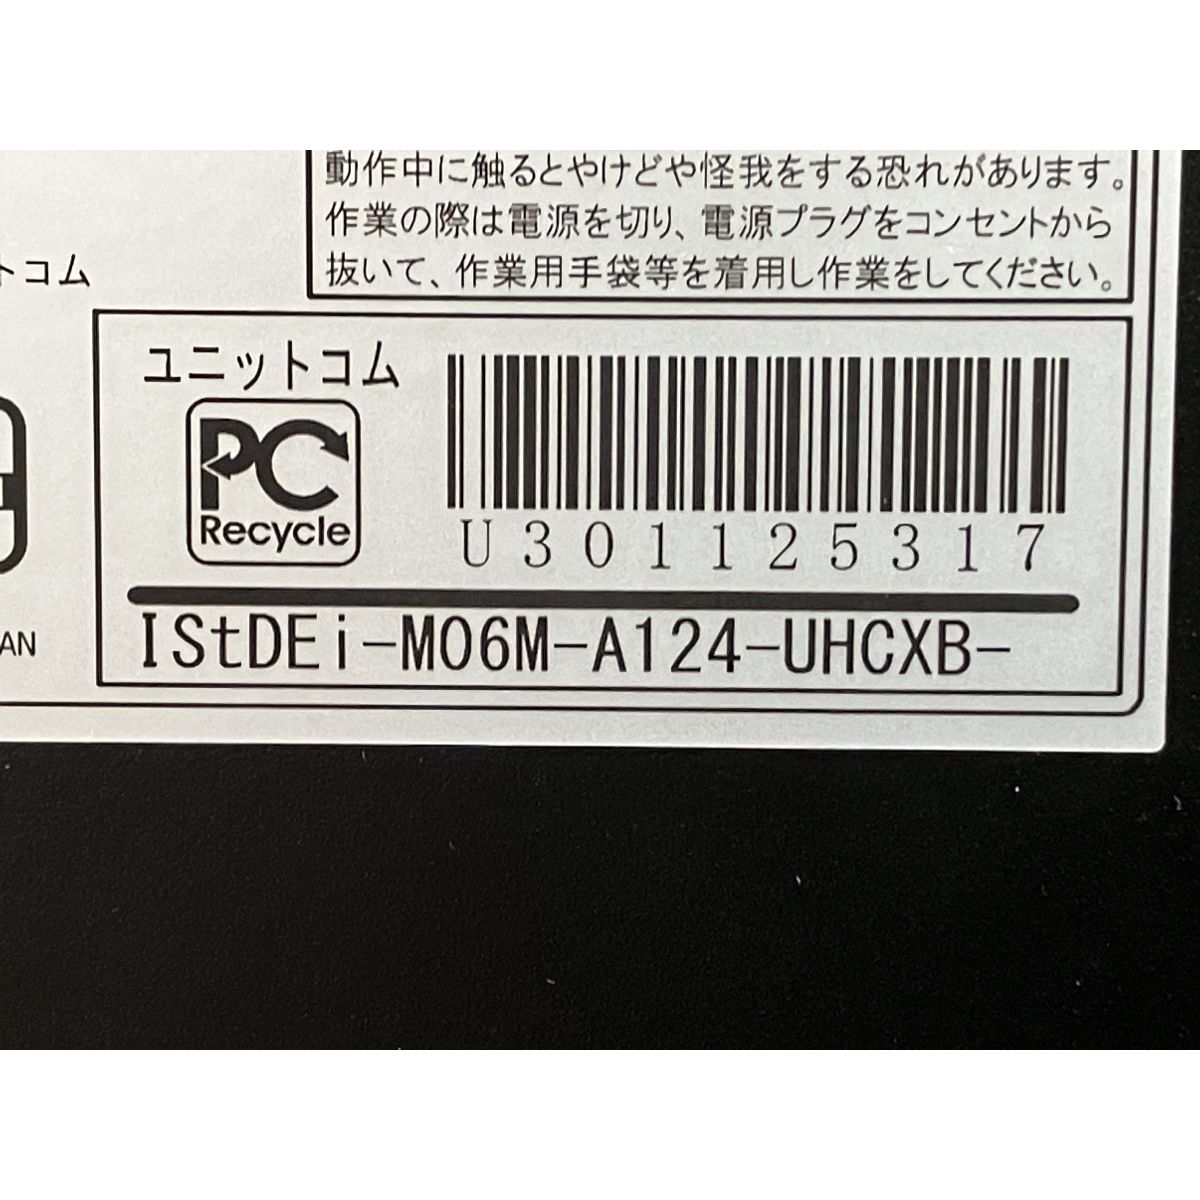 動作中に触るとやけどや怪我をする恐れがあります。
作業の際は電源を切り、電源プラグをコンセントから
抜いて、作業用手袋等を着用し作業をしてください。
トコム
ユニットコム
PC
Recycle
U301125317
AN
IStDEi-M06M-A124-UHCXB-